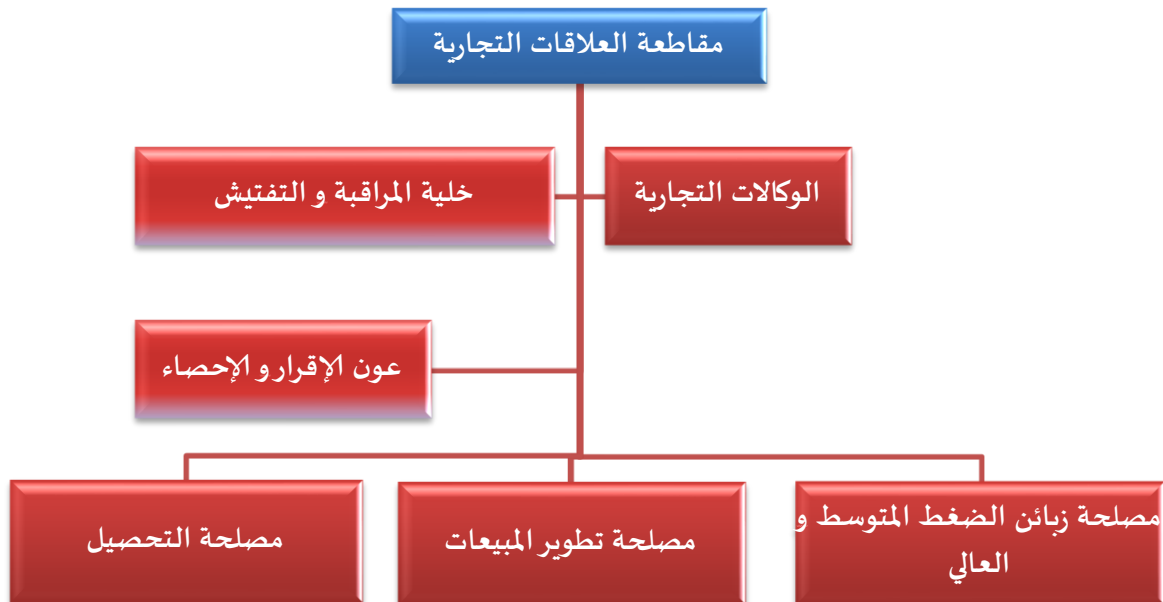 مقاطعة العلاقات التجارية
الوكالات التجارية
خلية المراقبة و التفتيش
عون الإقرار و الإحصاء
مصلحة زبائن الضغط المتوسط و
العالي
مصلحة تطوير المبيعات
مصلحة التحصيل